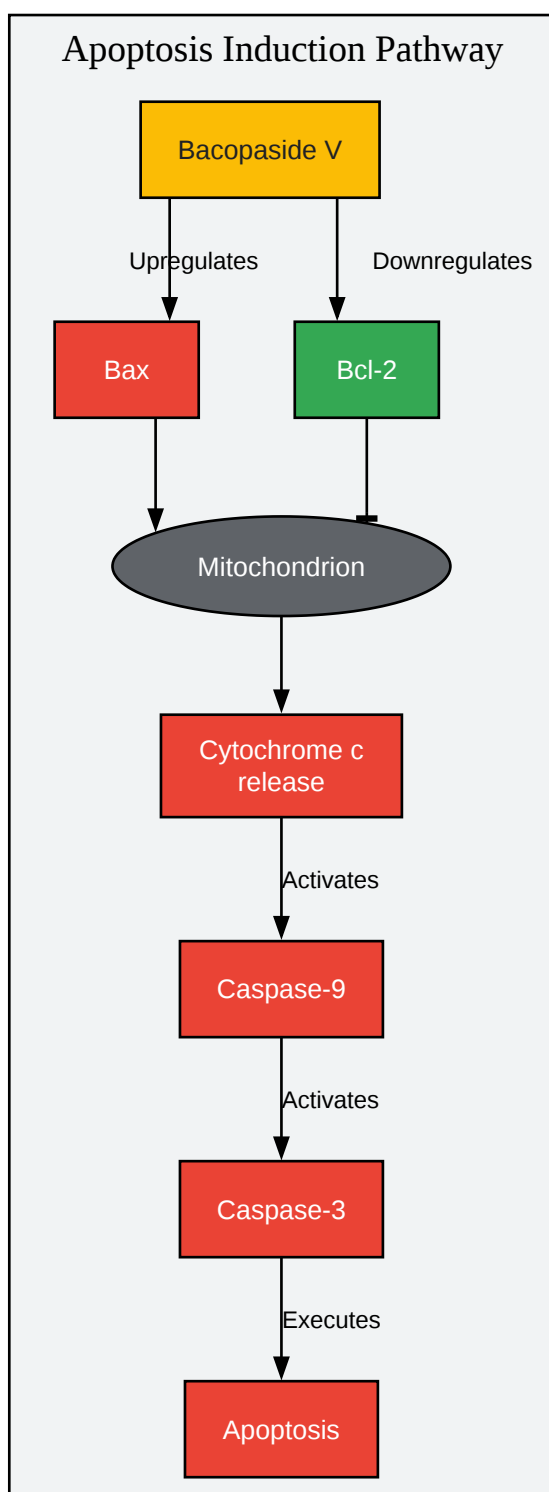 Apoptosis Induction Pathway
Bacopaside V
Upregulates
Downregulates
Bax
Bcl-2
Mitochondrion
Cytochrome c
release
Activates
Caspase-9
Activates
Caspase-3
Executes
Apoptosis